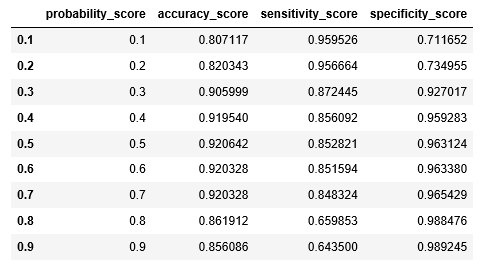 probability_score accuracy_score sensitivity_score specificity_score
0.1 0.1 0.807117 0.959526 0.711652
0.2 0.2 0.820343 0.956664 0.734955
0.3 0.3 0.905999 0.872445 0.927017
0.4 0.4 0.919540 0.856092 0.959283
0.5 0.5 0.920642 0.852821 0.963124
0.6 0.6 0.920328 0.851594 0.963380
0.7 0.7 0.920328 0.848324 0.965429
0.8 0.8 0.861912 0.659853 0.988476
0.9 0.9 0.856086 0.643500 0.989245